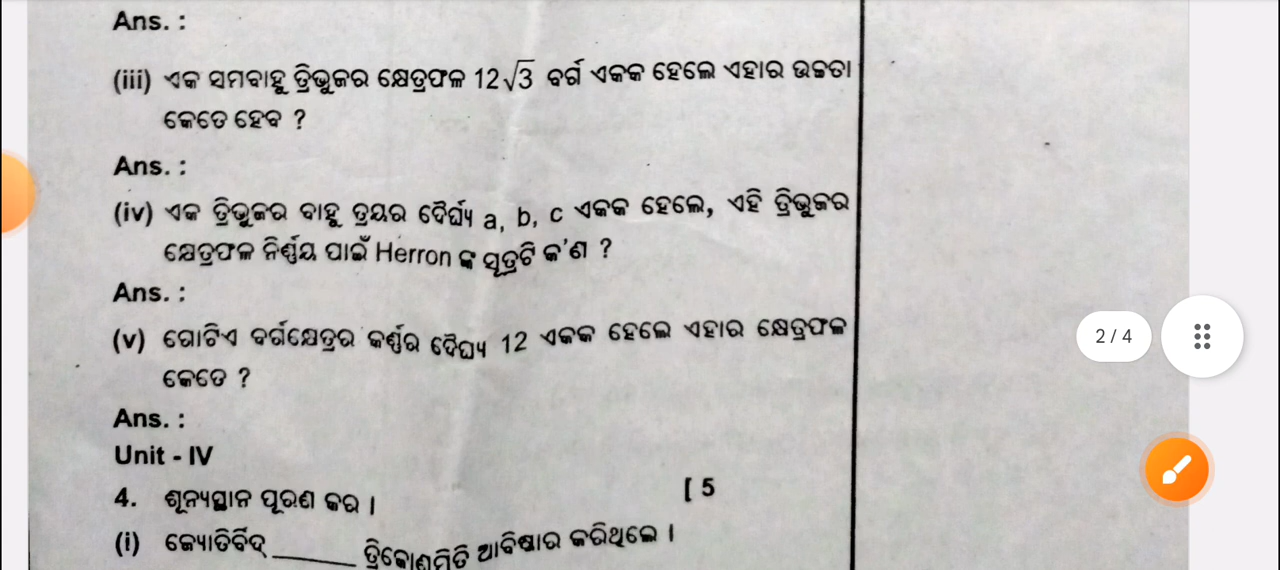 Ans. :
(iii) ଏକ ସମବାହୁ ତ୍ରିଭୁଜର କ୍ଷେତ୍ରଫଳ 12√3 ବର୍ଗ ଏକକ ହେଲେ ଏହାର ଉଚ୍ଚତା
କେତେ ହେବ ?
Ans. :
(iv) ଏକ ତ୍ରିଭୁଜର ବାହୁ ତ୍ରୟର ଦୈର୍ଘ୍ୟ a, b, c ଏକକ ହେଲେ, ଏହି ତ୍ରିଭୁଜର
କ୍ଷେତ୍ରଫଳ ନିର୍ଣ୍ଣୟ ପାଇଁ Herron ଙ୍କ ସୂତ୍ରଟି କ'ଣ ?
Ans. :
(v) ଗୋଟିଏ ବର୍ଗକ୍ଷେତ୍ରର କର୍ଣ୍ଣର ଦୈଘ୍ୟ 12 ଏକକ ହେଲେ ଏହାର କ୍ଷେତ୍ରଫଳ
କେତେ ?
Ans. :
Unit - IV
4. ଶୂନ୍ୟସ୍ଥାନ ପୂରଣ କର । [ 5
(i) ଜ୍ୟୋତିର୍ବିଦ୍ ______ ତ୍ରିକୋଣମିତି ଆବିଷ୍କାର କରିଥିଲେ ।
2 / 4